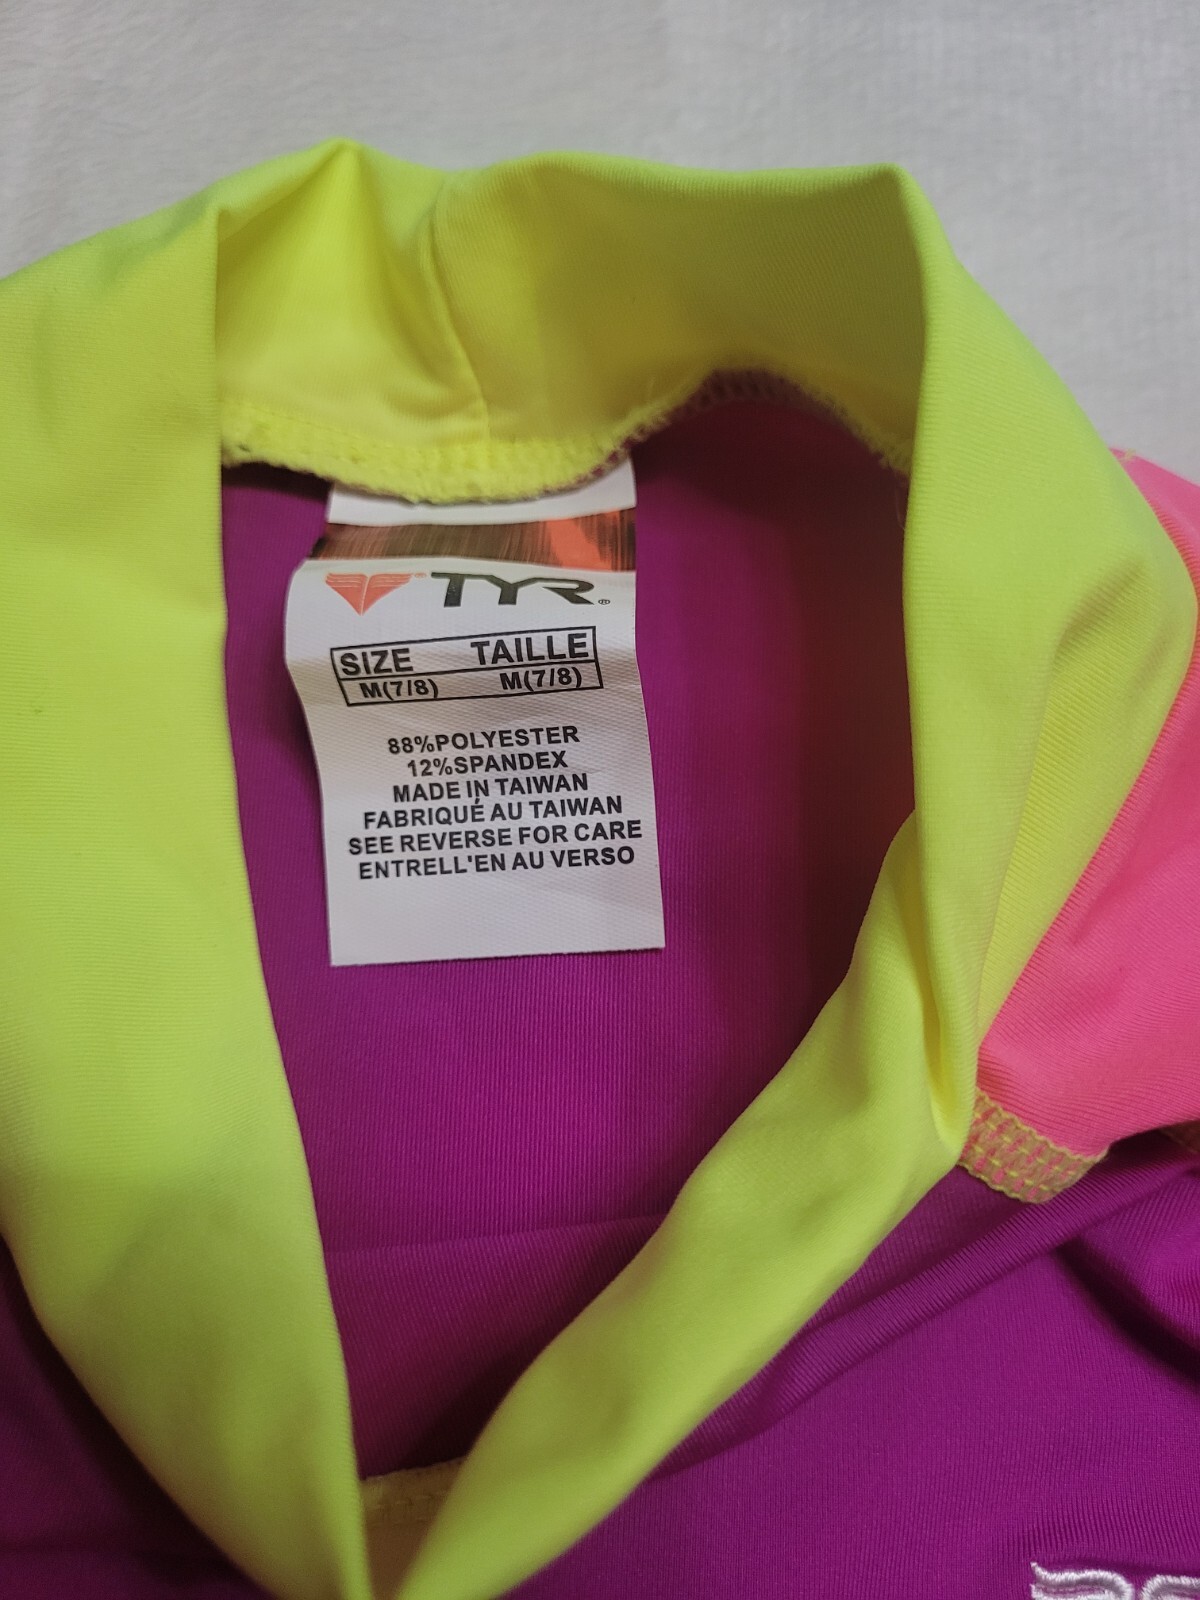 TYR®
SIZE TAILLE
M(7/8) M(7/8)
88%POLYESTER
12%SPANDEX
MADE IN TAIWAN
FABRIQUÉ AU TAIWAN
SEE REVERSE FOR CARE
ENTRELL'EN AU VERSO